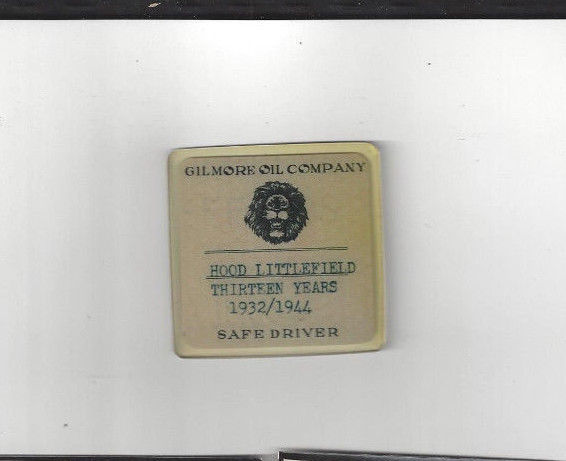 GILMORE OIL COMPANY
HOOD LITTLEFIELD
THIRTEEN YEARS
1932/1944
SAFE DRIVER